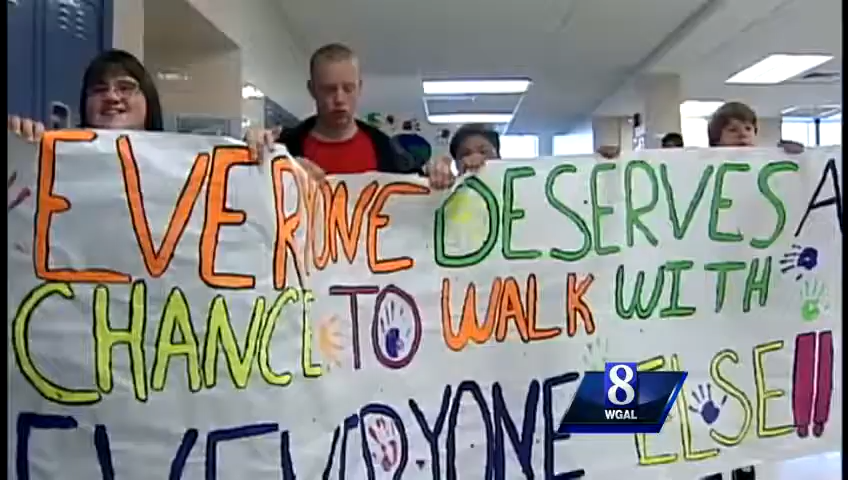 EVERYONE DESERVES A
CHANCE TO WALK WITH
EVERYONE ELSE!!
8
WGAL